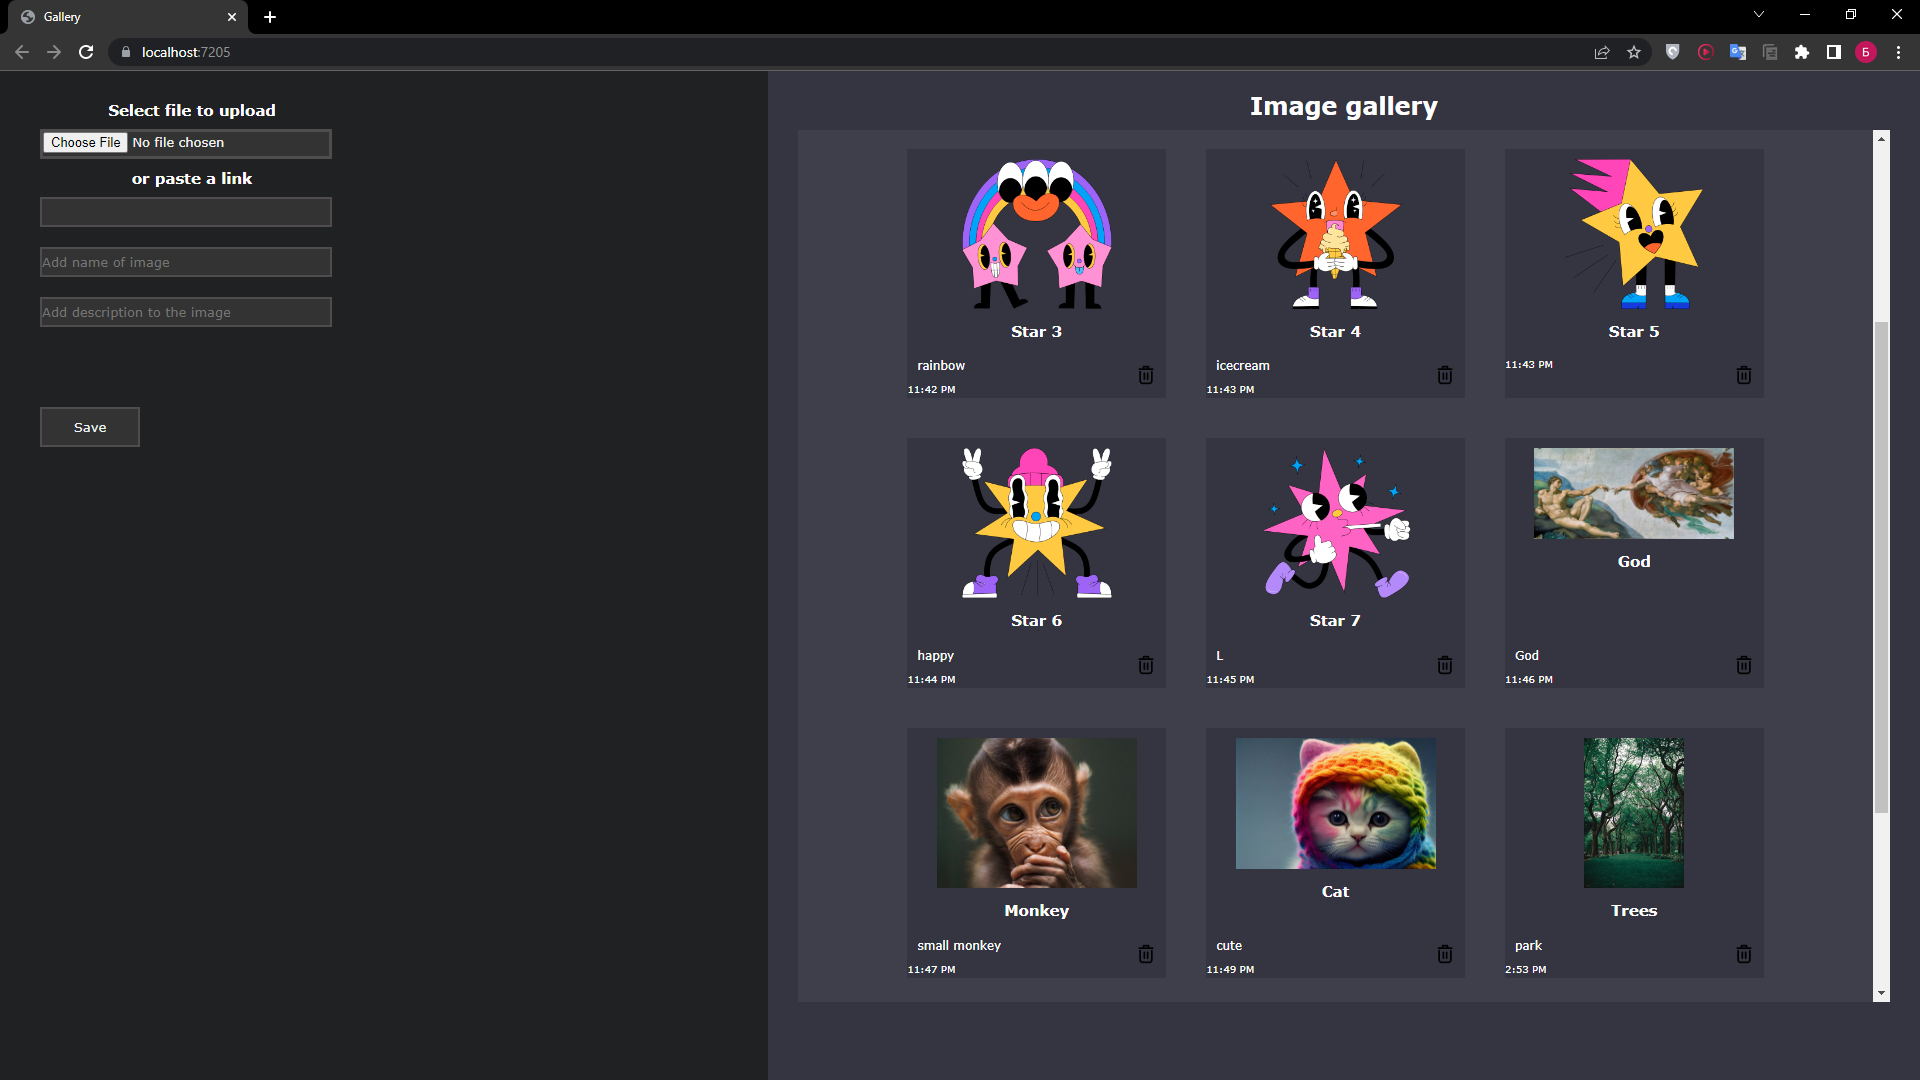 Gallery
localhost:7205
Б
Select file to upload
Choose File No file chosen
or paste a link
Add name of image
Add description to the image
Save
Image gallery
Star 3
rainbow
11:42 PM
Star 4
icecream
11:43 PM
Star 5
11:43 PM
Star 6
happy
11:44 PM
Star 7
L
11:45 PM
God
God
11:46 PM
Monkey
small monkey
11:47 PM
Cat
cute
11:49 PM
Trees
park
2:53 PM